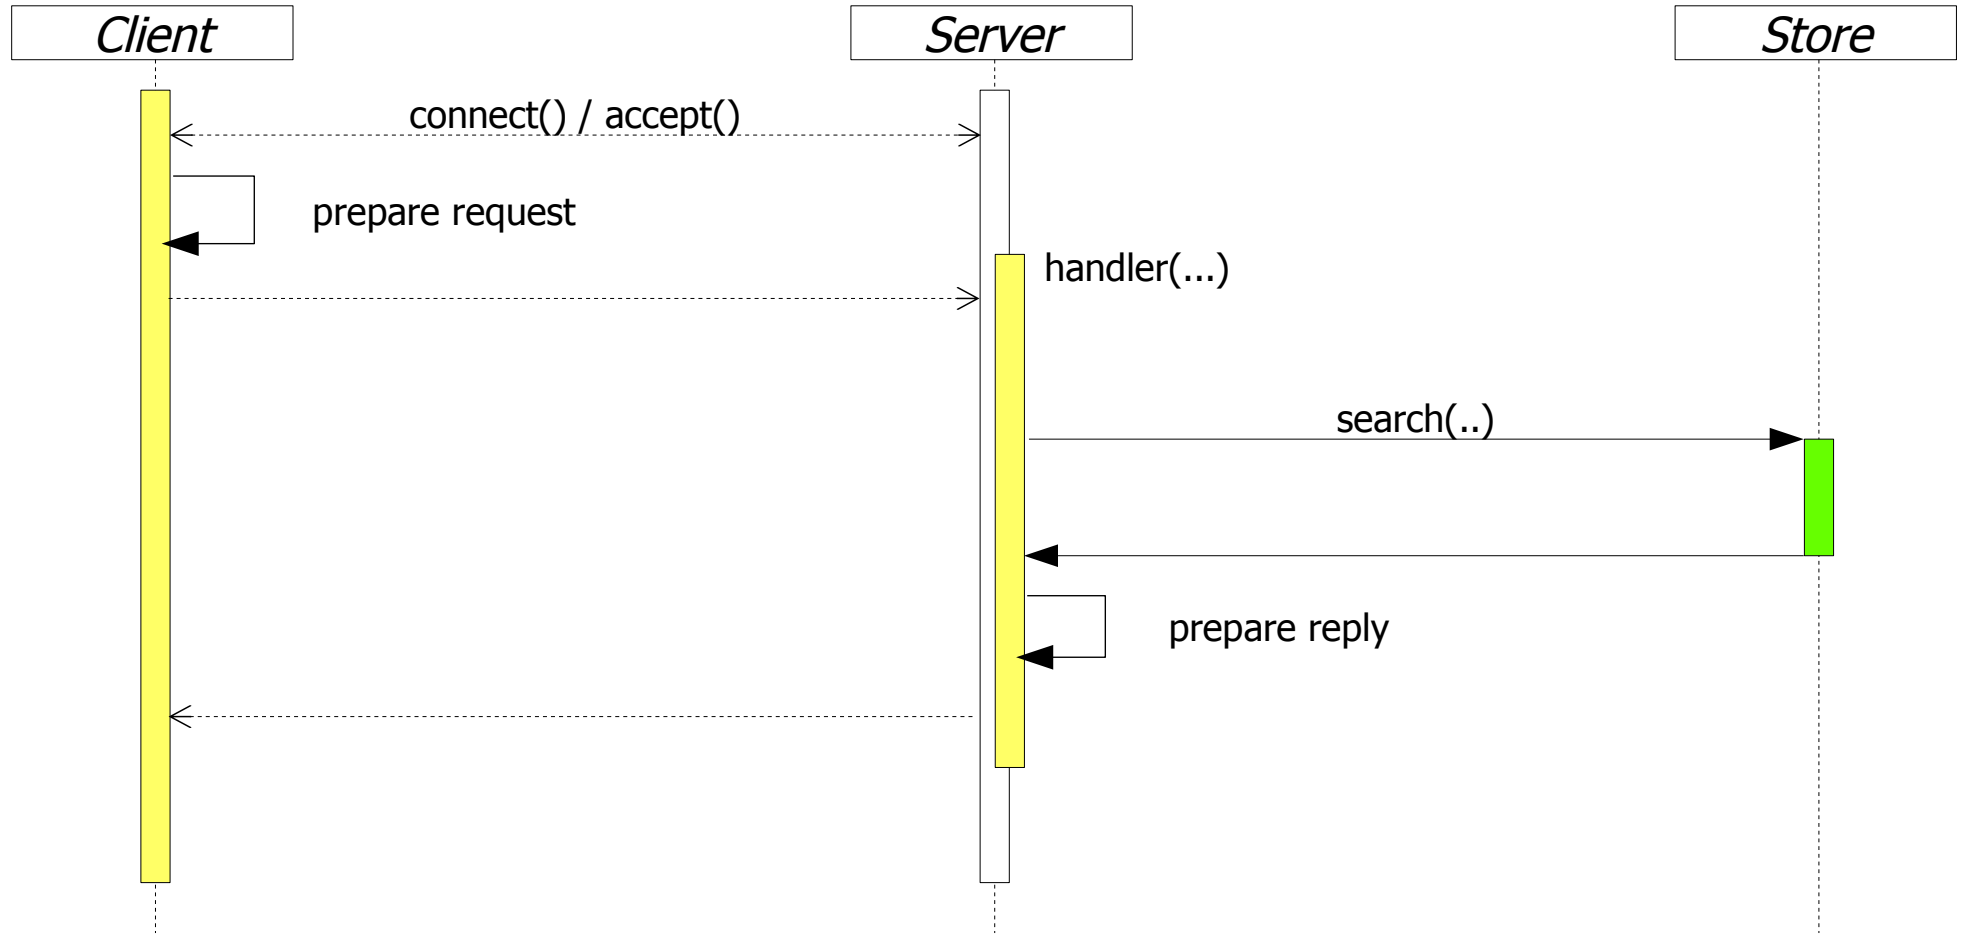 Client
Server
Store
connect() / accept()
prepare request
handler(...)
search(..)
prepare reply